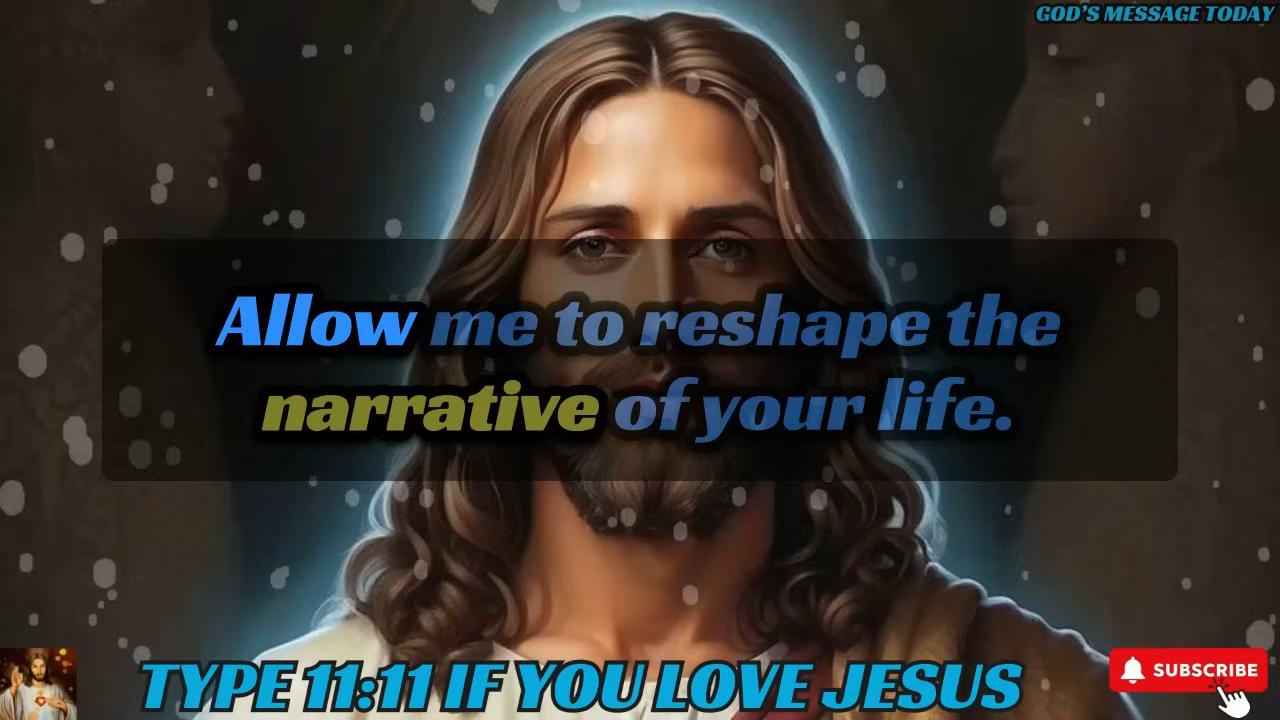 GOD'S MESSAGE TODAY
Allow me to reshape the
narrative of your life.
TYPE 11:11 IF YOU LOVE JESUS
SUBSCRIBE